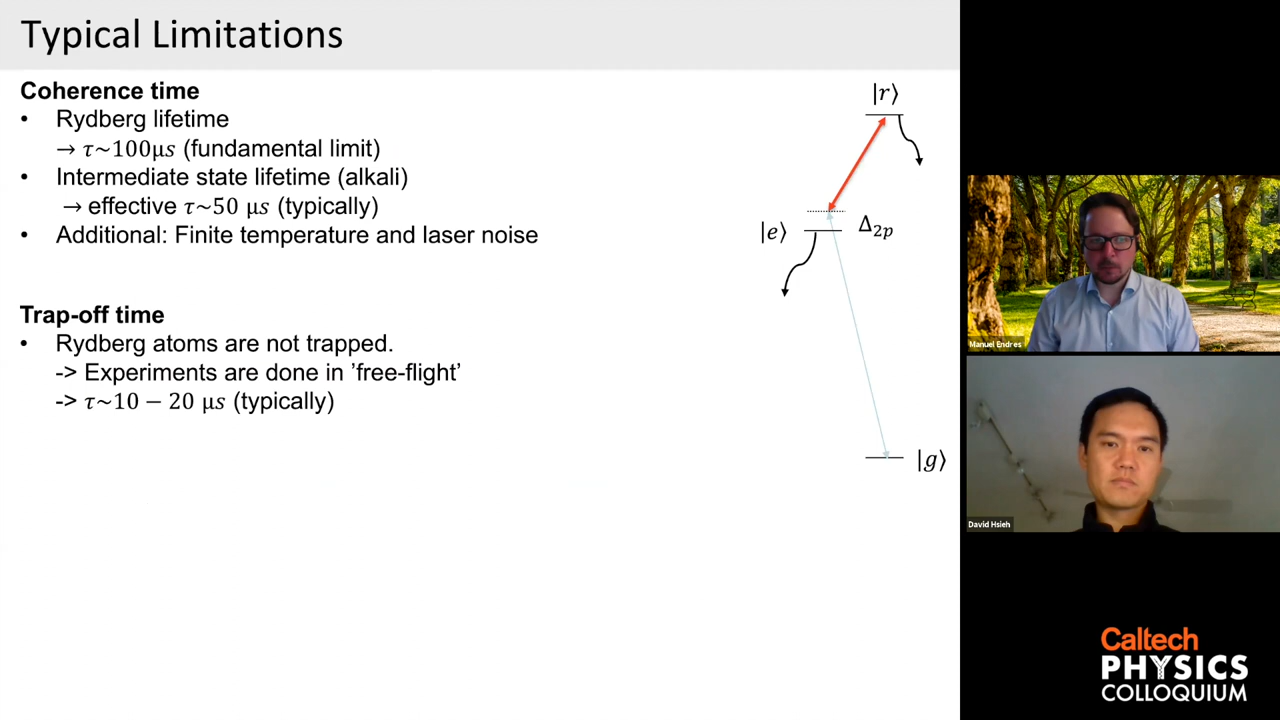 Typical Limitations
Coherence time
• Rydberg lifetime
→ τ~100μs (fundamental limit)
• Intermediate state lifetime (alkali)
→ effective τ~50 μs (typically)
• Additional: Finite temperature and laser noise
Trap-off time
• Rydberg atoms are not trapped.
-> Experiments are done in ’free-flight’
-> τ~10 − 20 μs (typically)
|r⟩
|e⟩
Δ2p
|g⟩
Manuel Endres
David Hsieh
Caltech
PHYSICS
COLLOQUIUM